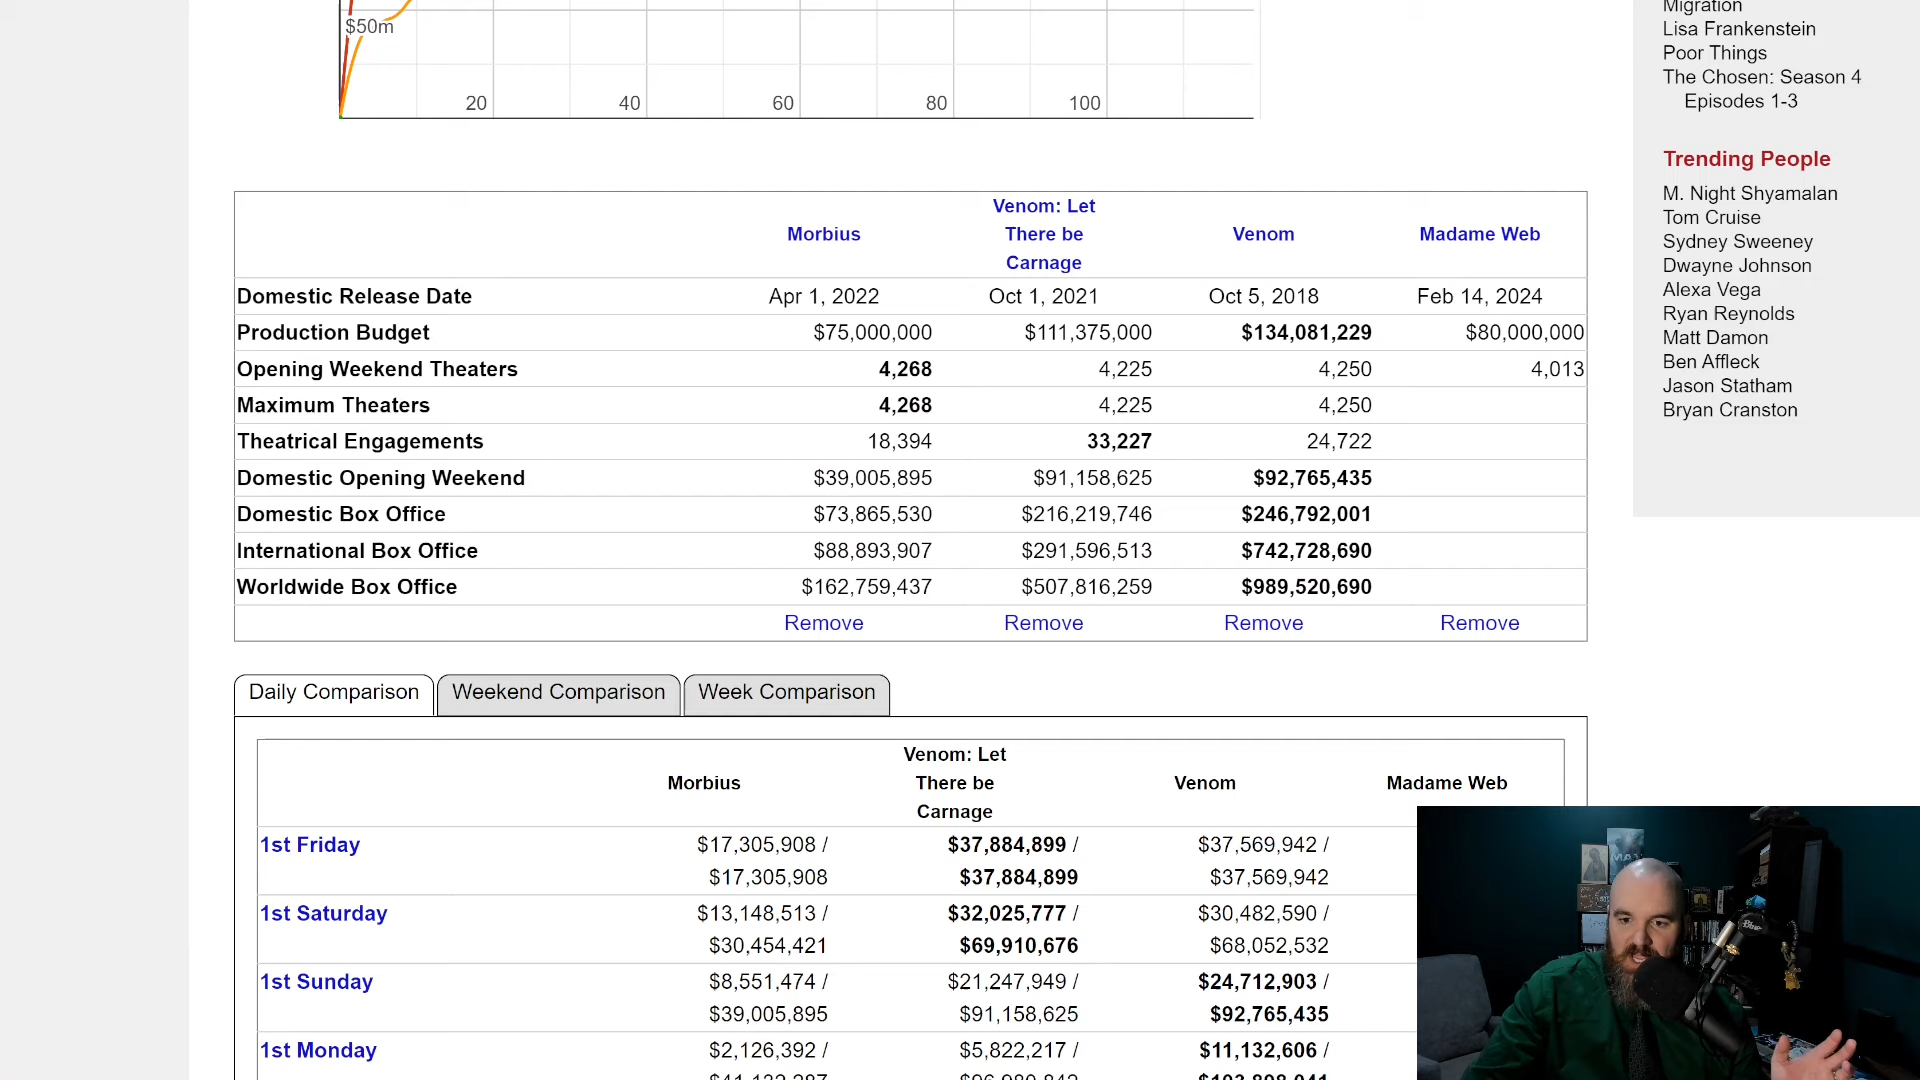 $50m
20 40 60 80 100
Migration
Lisa Frankenstein
Poor Things
The Chosen: Season 4
Episodes 1-3
Trending People
M. Night Shyamalan
Tom Cruise
Sydney Sweeney
Dwayne Johnson
Alexa Vega
Ryan Reynolds
Matt Damon
Ben Affleck
Jason Statham
Bryan Cranston
Morbius Venom: Let There be Carnage Venom Madame Web
Domestic Release Date Apr 1, 2022 Oct 1, 2021 Oct 5, 2018 Feb 14, 2024
Production Budget $75,000,000 $111,375,000 $134,081,229 $80,000,000
Opening Weekend Theaters 4,268 4,225 4,250 4,013
Maximum Theaters 4,268 4,225 4,250
Theatrical Engagements 18,394 33,227 24,722
Domestic Opening Weekend $39,005,895 $91,158,625 $92,765,435
Domestic Box Office $73,865,530 $216,219,746 $246,792,001
International Box Office $88,893,907 $291,596,513 $742,728,690
Worldwide Box Office $162,759,437 $507,816,259 $989,520,690
Remove Remove Remove Remove
Daily Comparison Weekend Comparison Week Comparison
Morbius Venom: Let There be Carnage Venom Madame Web
1st Friday $17,305,908 / $37,884,899 / $37,569,942 /
$17,305,908 $37,884,899 $37,569,942
1st Saturday $13,148,513 / $32,025,777 / $30,482,590 /
$30,454,421 $69,910,676 $68,052,532
1st Sunday $8,551,474 / $21,247,949 / $24,712,903 /
$39,005,895 $91,158,625 $92,765,435
1st Monday $2,126,392 / $5,822,217 / $11,132,606 /